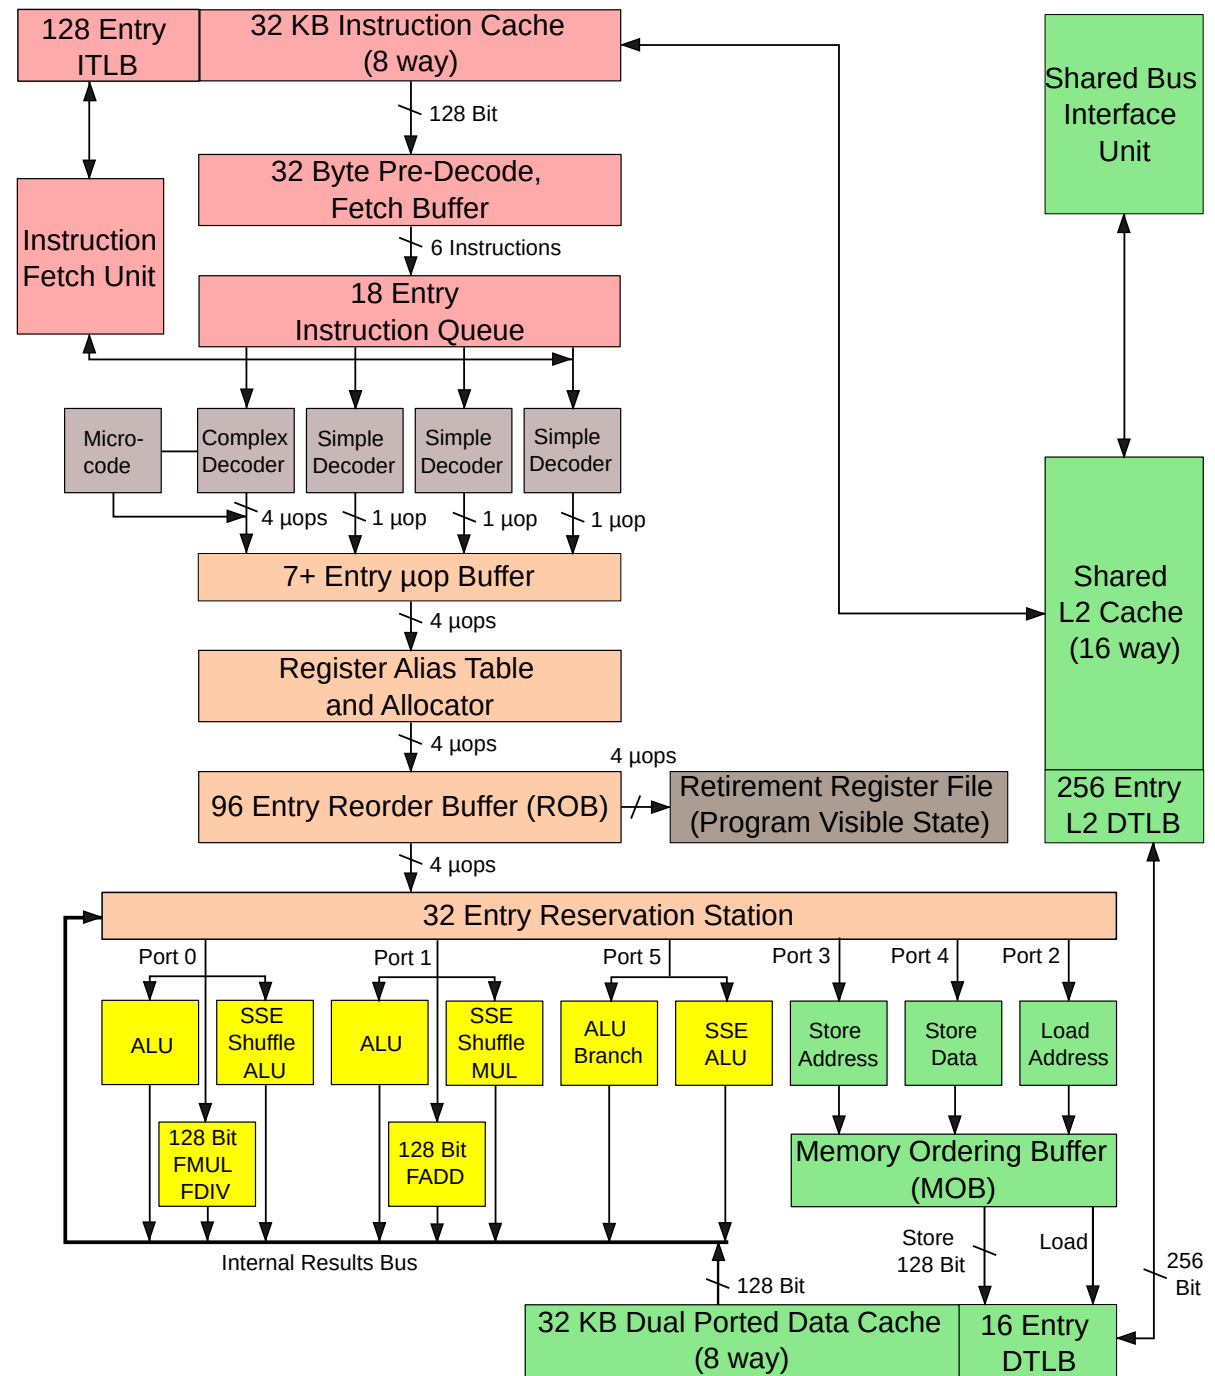 128 Entry
ITLB
32 KB Instruction Cache
(8 way)
Shared Bus
Interface
Unit
128 Bit
32 Byte Pre-Decode,
Fetch Buffer
Instruction
Fetch Unit
6 Instructions
18 Entry
Instruction Queue
Micro-
code
Complex
Decoder
Simple
Decoder
Simple
Decoder
Simple
Decoder
4 µops
1 µop
1 µop
1 µop
7+ Entry µop Buffer
Shared
L2 Cache
(16 way)
4 µops
Register Alias Table
and Allocator
4 µops
4 µops
96 Entry Reorder Buffer (ROB)
Retirement Register File
(Program Visible State)
256 Entry
L2 DTLB
4 µops
32 Entry Reservation Station
Port 0
Port 1
Port 5
Port 3
Port 4
Port 2
ALU
SSE
Shuffle
ALU
ALU
SSE
Shuffle
MUL
ALU
Branch
SSE
ALU
Store
Address
Store
Data
Load
Address
128 Bit
FMUL
FDIV
128 Bit
FADD
Memory Ordering Buffer
(MOB)
Internal Results Bus
Store
128 Bit
Load
256
Bit
128 Bit
32 KB Dual Ported Data Cache
(8 way)
16 Entry
DTLB